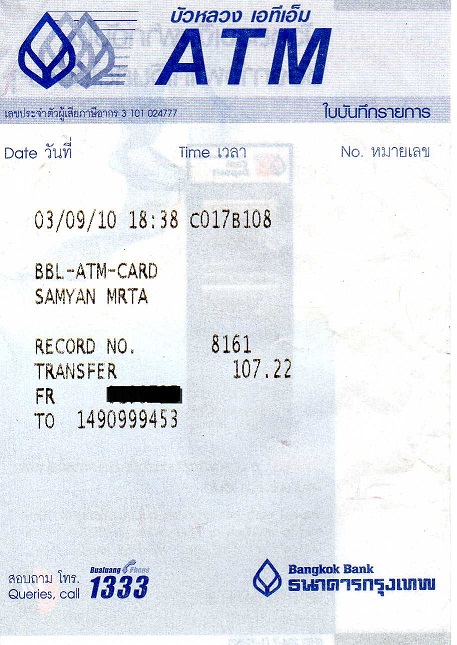 บัวหลวง เอทีเอ็ม
ATM
เลขประจำตัวผู้เสียภาษีอากร 3 101 024777
ใบบันทึกรายการ
Date วันที่ Time เวลา No. หมายเลข
03/09/10 18:38 C017B108
BBL-ATM-CARD
SAMYAN MRTA
RECORD NO. 8161
TRANSFER 107.22
FR
TO 1490999453
สอบถาม โทร.
Queries, call
Bualuang Phone
1333
Bangkok Bank
ธนาคารกรุงเทพ